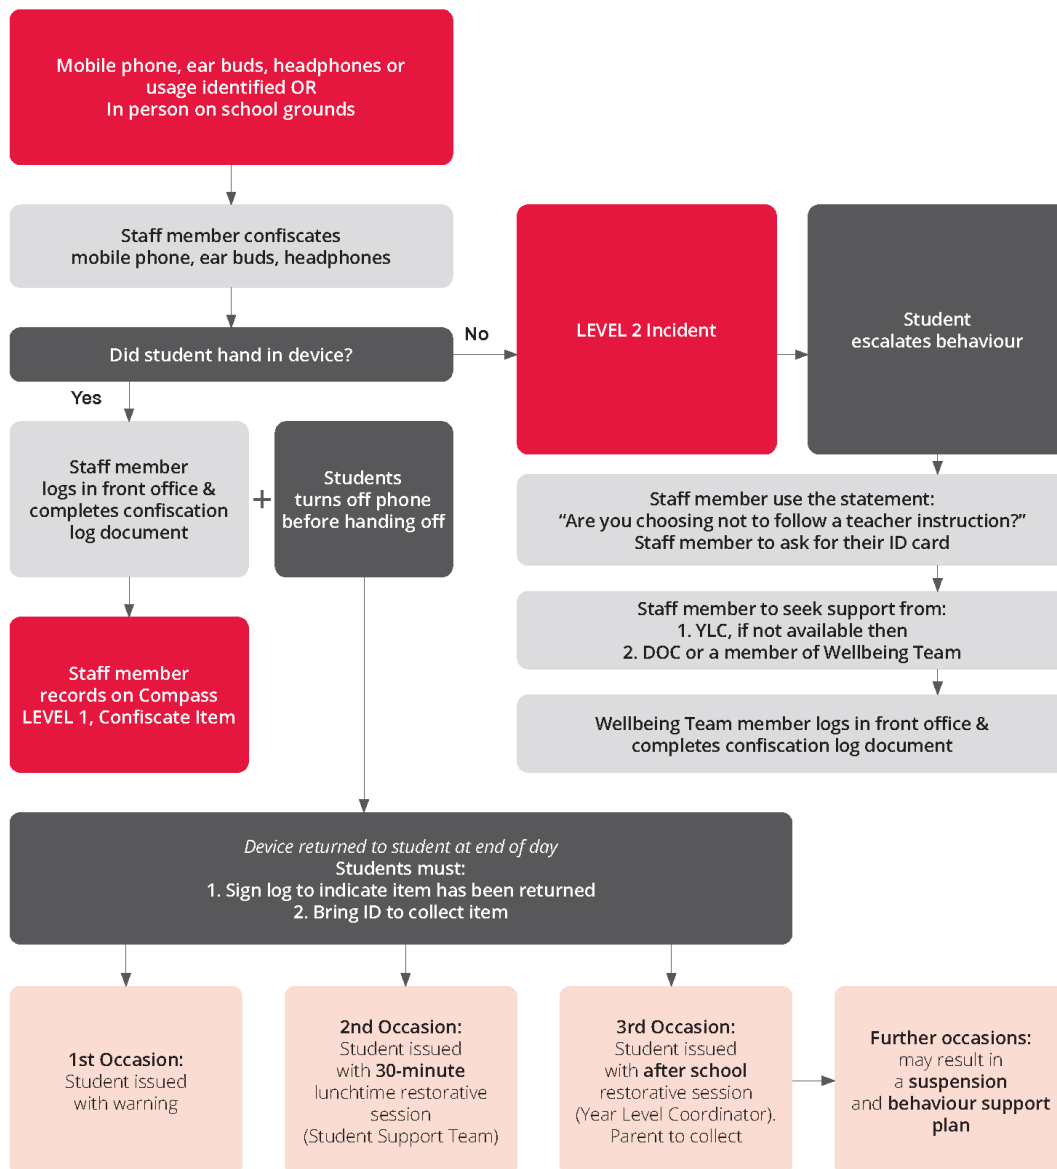 Mobile phone, ear buds, headphones or
usage identified OR
In person on school grounds
Staff member confiscates
mobile phone, ear buds, headphones
Did student hand in device?
No
LEVEL 2 Incident
Student
escalates behaviour
Yes
Staff member
logs in front office &
completes confiscation
log document
+
Students
turns off phone
before handing off
Staff member use the statement:
“Are you choosing not to follow a teacher instruction?”
Staff member to ask for their ID card
Staff member to seek support from:
1. YLC, if not available then
2. DOC or a member of Wellbeing Team
Staff member
records on Compass
LEVEL 1, Confiscate Item
Wellbeing Team member logs in front office &
completes confiscation log document
Device returned to student at end of day
Students must:
1. Sign log to indicate item has been returned
2. Bring ID to collect item
1st Occasion:
Student issued
with warning
2nd Occasion:
Student issued
with 30-minute
lunchtime restorative
session
(Student Support Team)
3rd Occasion:
Student issued
with after school
restorative session
(Year Level Coordinator).
Parent to collect
Further occasions:
may result in
a suspension
and behaviour support
plan